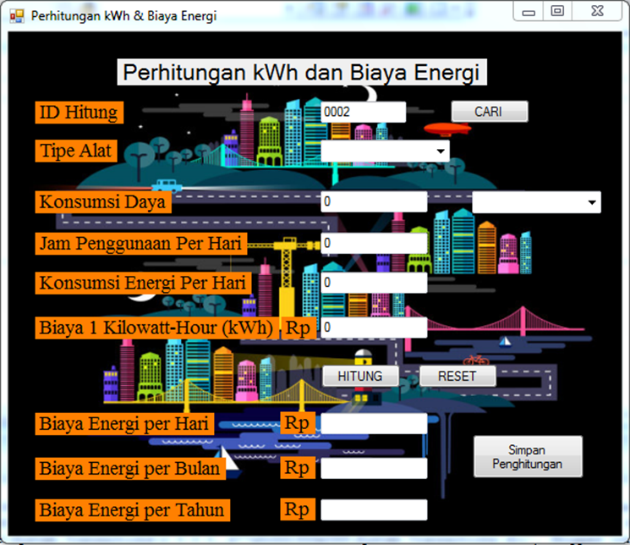 Perhitungan kWh & Biaya Energi
Perhitungan kWh dan Biaya Energi
ID Hitung 0002 CARI
Tipe Alat
Konsumsi Daya 0
Jam Penggunaan Per Hari 0
Konsumsi Energi Per Hari 0
Biaya 1 Kilowatt-Hour (kWh) Rp 0
HITUNG RESET
Biaya Energi per Hari Rp
Simpan
Penghitungan
Biaya Energi per Bulan Rp
Biaya Energi per Tahun Rp